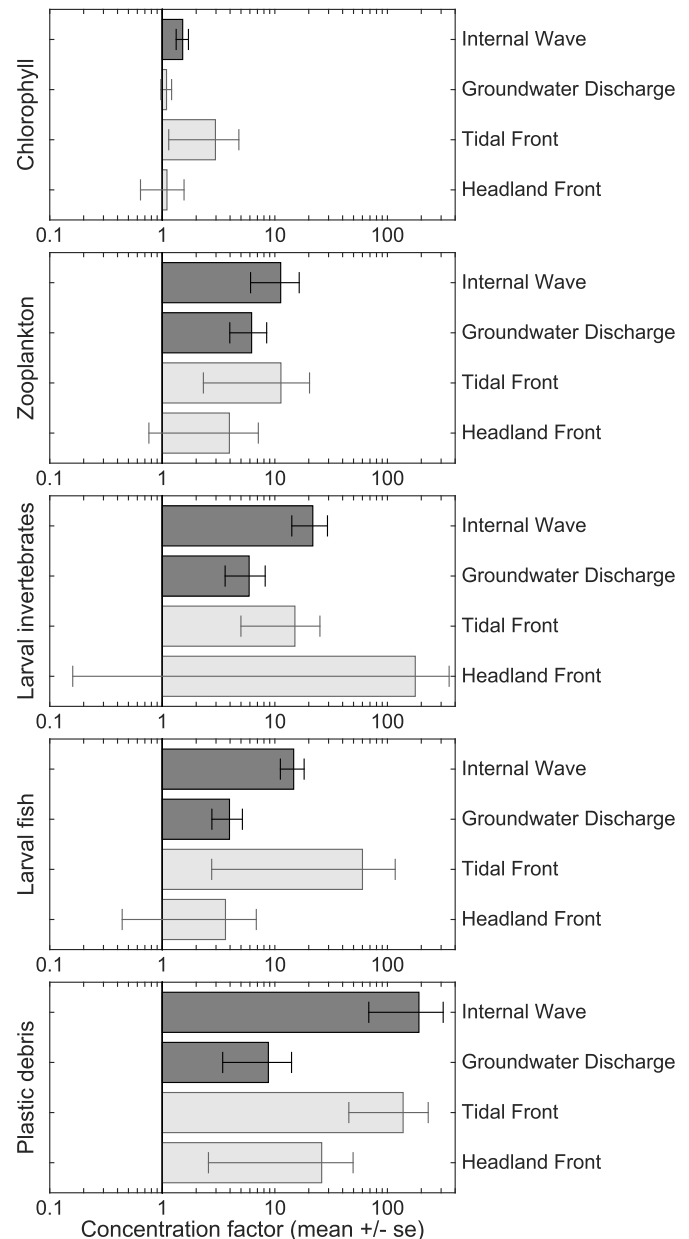 Chlorophyll
Internal Wave
Groundwater Discharge
Tidal Front
Headland Front
0.1 1 10 100
Zooplankton
Internal Wave
Groundwater Discharge
Tidal Front
Headland Front
0.1 1 10 100
Larval invertebrates
Internal Wave
Groundwater Discharge
Tidal Front
Headland Front
0.1 1 10 100
Larval fish
Internal Wave
Groundwater Discharge
Tidal Front
Headland Front
0.1 1 10 100
Plastic debris
Internal Wave
Groundwater Discharge
Tidal Front
Headland Front
0.1 1 10 100
Concentration factor (mean +/- se)